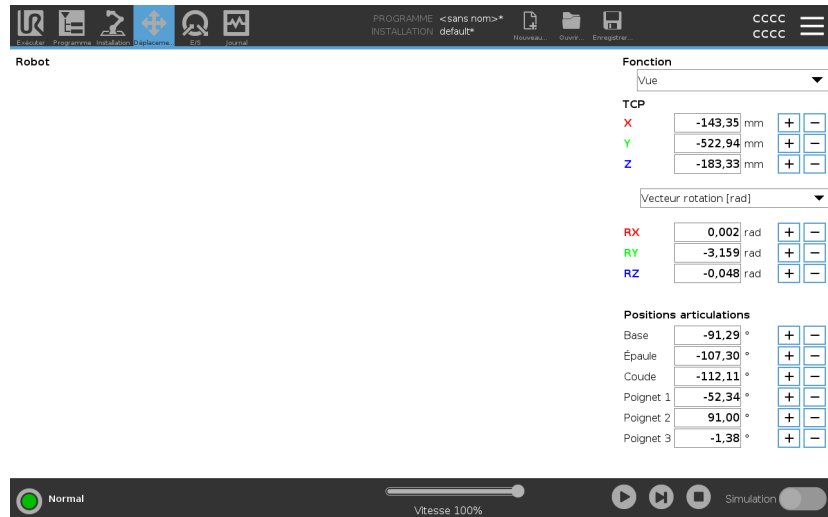 UR
PROGRAMME <sans nom>*
INSTALLATION default*
CCCC
CCCC
Exécuter Programme Installation Déplaceme... E/S Journal
Nouveau... Ouvrir... Enregistrer...
Robot
Fonction
Vue
TCP
X -143,35 mm + −
Y -522,94 mm + −
Z -183,33 mm + −
Vecteur rotation [rad]
RX 0,002 rad + −
RY -3,159 rad + −
RZ -0,048 rad + −
Positions articulations
Base -91,29 ° + −
Épaule -107,30 ° + −
Coude -112,11 ° + −
Poignet 1 -52,34 ° + −
Poignet 2 91,00 ° + −
Poignet 3 -1,38 ° + −
Normal
Vitesse 100%
Simulation